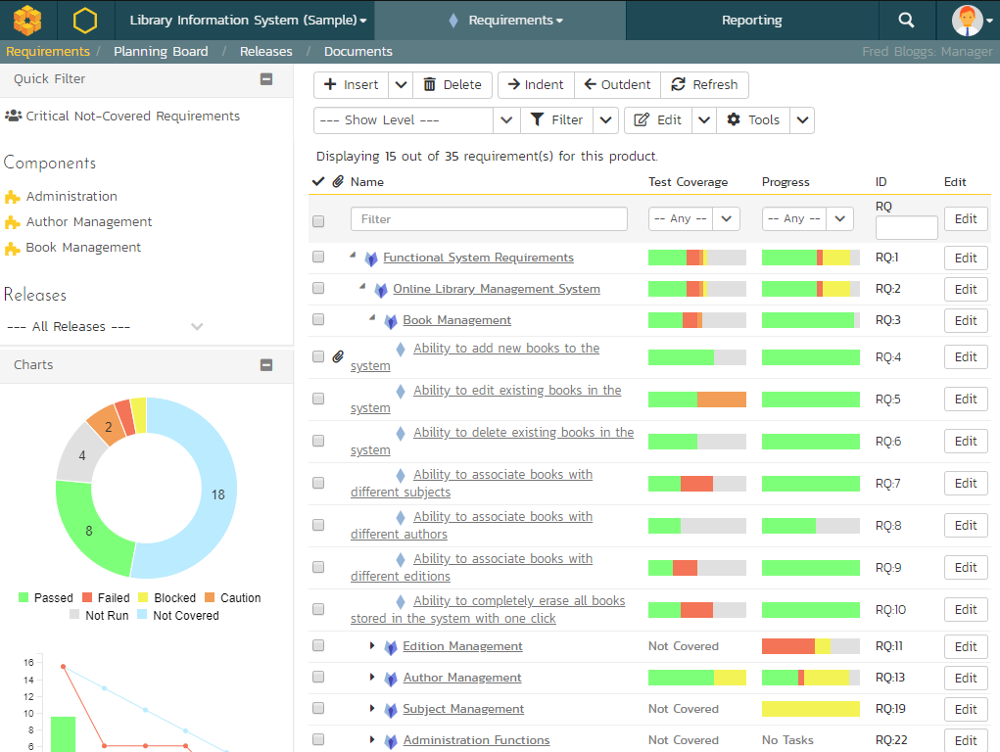 Library Information System (Sample)
Requirements
Reporting
Requirements / Planning Board / Releases / Documents
Fred Bloggs: Manager
Quick Filter
Critical Not-Covered Requirements
Components
Administration
Author Management
Book Management
Releases
--- All Releases ---
Charts
2
4
18
8
Passed Failed Blocked Caution
Not Run Not Covered
16
14
12
10
8
6
Insert Delete Indent Outdent Refresh
--- Show Level --- Filter Edit Tools
Displaying 15 out of 35 requirement(s) for this product.
Name Test Coverage Progress ID Edit
Filter -- Any -- -- Any -- RQ Edit
Functional System Requirements RQ:1 Edit
Online Library Management System RQ:2 Edit
Book Management RQ:3 Edit
Ability to add new books to the
system RQ:4 Edit
Ability to edit existing books in the
system RQ:5 Edit
Ability to delete existing books in the
system RQ:6 Edit
Ability to associate books with
different subjects RQ:7 Edit
Ability to associate books with
different authors RQ:8 Edit
Ability to associate books with
different editions RQ:9 Edit
Ability to completely erase all books
stored in the system with one click RQ:10 Edit
Edition Management Not Covered RQ:11 Edit
Author Management RQ:13 Edit
Subject Management Not Covered RQ:19 Edit
Administration Functions Not Covered No Tasks RQ:22 Edit